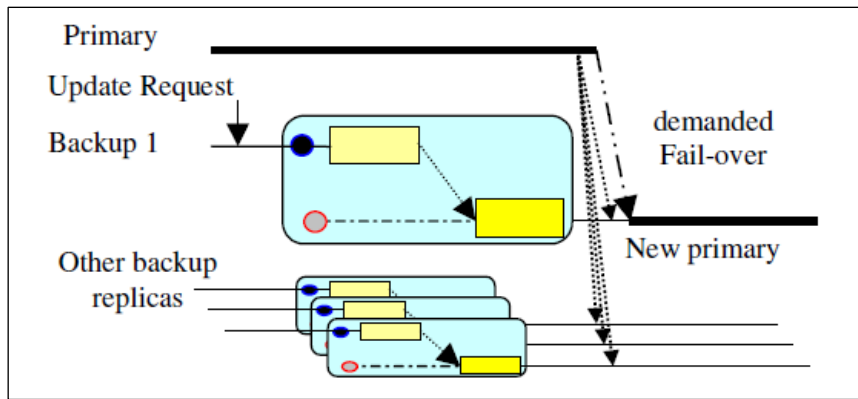 Primary
Update Request
Backup 1
demanded
Fail-over
New primary
Other backup
replicas